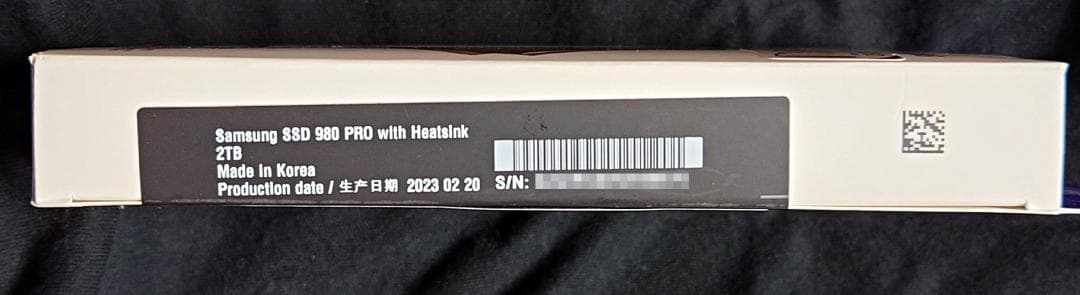 Samsung SSD 980 PRO with Heatsink
2TB
Made in Korea
Production date / 生产日期 2023 02 20
S/N: